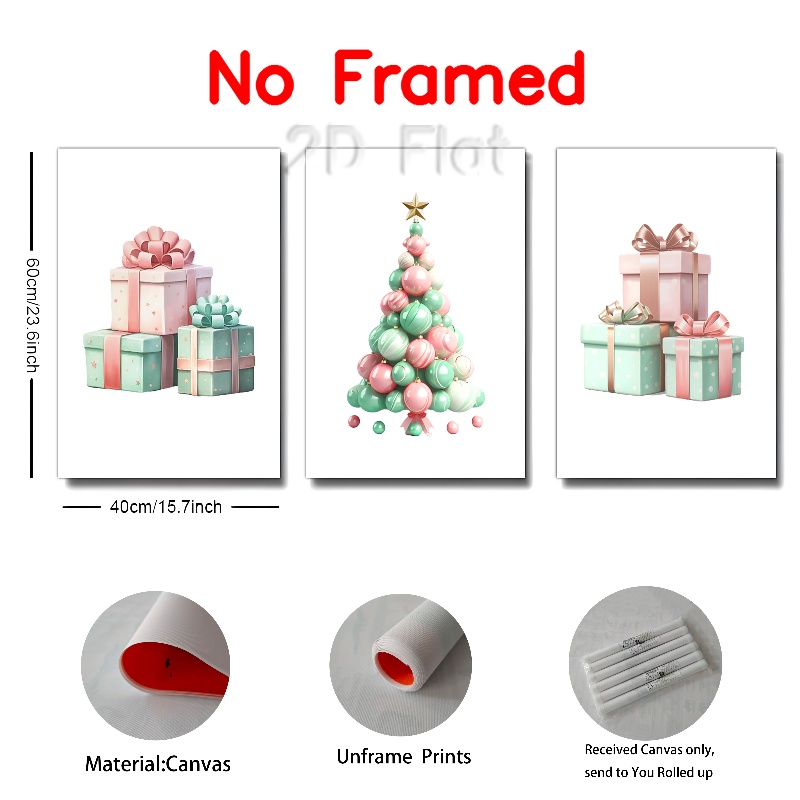 No Framed
2D Flat
60cm/23.6inch
40cm/15.7inch
Material:Canvas
Unframe Prints
Received Canvas only,
send to You Rolled up